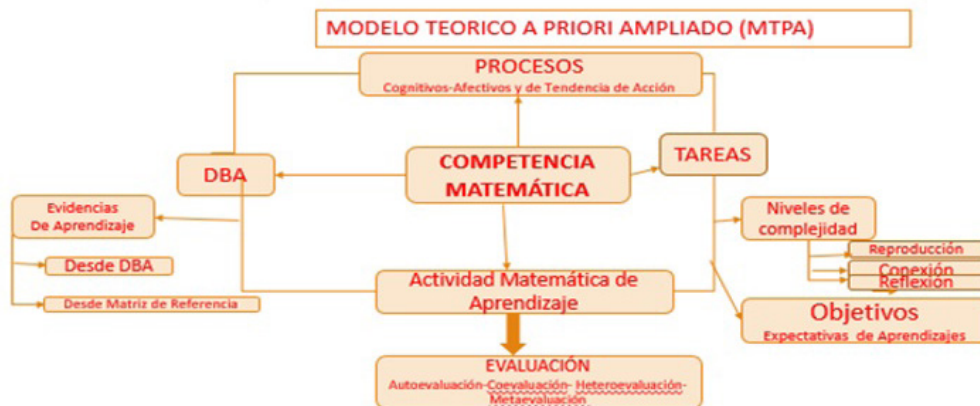 MODELO TEORICO A PRIORI AMPLIADO (MTPA)
PROCESOS
Cognitivos-Afectivos y de Tendencia de Acción
COMPETENCIA
MATEMÁTICA
TAREAS
DBA
Evidencias
De Aprendizaje
Desde DBA
Desde Matriz de Referencia
Niveles de
complejidad
Reproducción
Conexión
Reflexión
Objetivos
Expectativas de Aprendizajes
Actividad Matemática de
Aprendizaje
EVALUACIÓN
Autoevaluación-Coevaluación- Heteroevaluación-
Metaevaluación